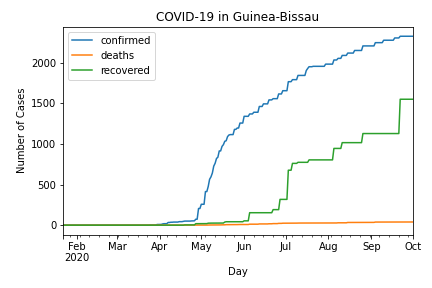 COVID-19 in Guinea-Bissau
confirmed
deaths
recovered
Number of Cases
2000
1500
1000
500
0
Feb Mar Apr May Jun Jul Aug Sep Oct
2020
Day